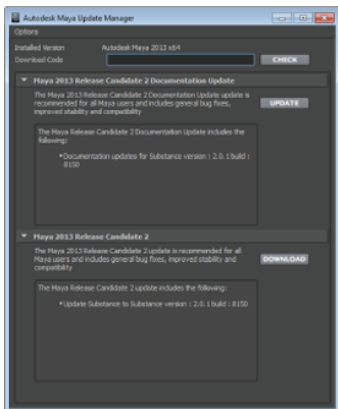 Autodesk Maya Update Manager
Options
Installed Version Autodesk Maya 2013 x64
Download Code CHECK
Maya 2013 Release Candidate 2 Documentation Update
The Maya 2013 Release Candidate 2 Documentation Update update is
recommended for all Maya users and includes general bug fixes,
improved stability and compatibility
UPDATE
The Maya Release Candidate 2 Documentation Update includes the
following:
•Documentation updates for Substance version : 2.0.1 build :
8150
Maya 2013 Release Candidate 2
The Maya 2013 Release Candidate 2 update is recommended for all
Maya users and includes general bug fixes, improved stability and
compatibility
DOWNLOAD
The Maya Release Candidate 2 update includes the following:
•Update Substance to Substance version : 2.0.1 build : 8150